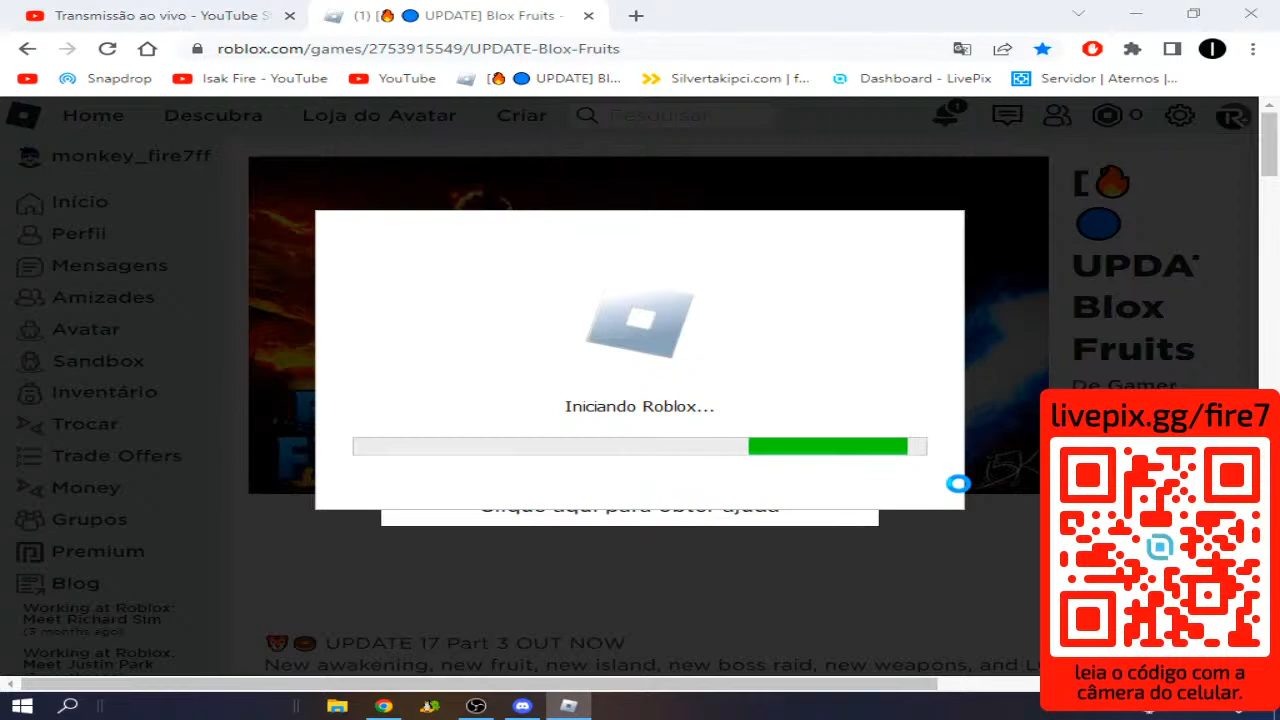 Transmissão ao vivo - YouTube S
(1) [🔥 🔵 UPDATE] Blox Fruits -
roblox.com/games/2753915549/UPDATE-Blox-Fruits
Snapdrop
Isak Fire - YouTube
YouTube
[🔥 🔵 UPDATE] Bl...
Silvertakipci.com | f...
Dashboard - LivePix
Servidor | Aternos |...
Home
Descubra
Loja do Avatar
Criar
Pesquisar
1
0
monkey_fire7ff
Início
Perfil
Mensagens
Amizades
Avatar
Sandbox
Inventário
Trocar
Trade Offers
Money
Grupos
Premium
Blog
Working at Roblox:
Meet Richard Sim
(3 months ago)
Working at Roblox:
Meet Justin Park
Iniciando Roblox...
Clique aqui para obter ajuda
[🔥
🔵
UPDAT
Blox
Fruits
De Gamer
UPDATE 17 Part 3 OUT NOW
New awakening, new fruit, new island, new boss raid, new weapons, and
livepix.gg/fire7
leia o código com a
câmera do celular.